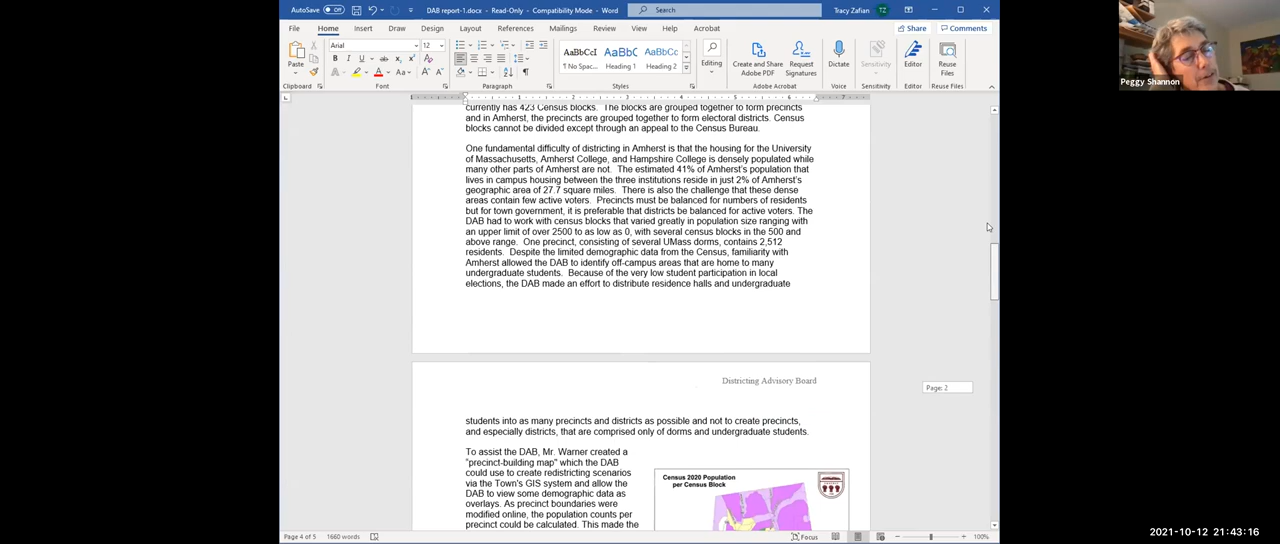 AutoSave Off
DAB report-1.docx - Read-Only - Compatibility Mode - Word
Search
Tracy Zafian TZ
File Home Insert Draw Design Layout References Mailings Review View Help Acrobat
Share Comments
Paste
Arial 12
AaBbCcI AaBbC AaBbCc
¶ No Spac... Heading 1 Heading 2
Editing
Create and Share Adobe PDF
Request Signatures
Dictate
Sensitivity
Editor
Reuse Files
Clipboard Font Paragraph Styles Adobe Acrobat Voice Sensitivity Editor Reuse Files
currently has 423 Census blocks. The blocks are grouped together to form precincts
and in Amherst, the precincts are grouped together to form electoral districts. Census
blocks cannot be divided except through an appeal to the Census Bureau.
One fundamental difficulty of districting in Amherst is that the housing for the University
of Massachusetts, Amherst College, and Hampshire College is densely populated while
many other parts of Amherst are not. The estimated 41% of Amherst's population that
lives in campus housing between the three institutions reside in just 2% of Amherst's
geographic area of 27.7 square miles. There is also the challenge that these dense
areas contain few active voters. Precincts must be balanced for numbers of residents
but for town government, it is preferable that districts be balanced for active voters. The
DAB had to work with census blocks that varied greatly in population size ranging with
an upper limit of over 2500 to as low as 0, with several census blocks in the 500 and
above range. One precinct, consisting of several UMass dorms, contains 2,512
residents. Despite the limited demographic data from the Census, familiarity with
Amherst allowed the DAB to identify off-campus areas that are home to many
undergraduate students. Because of the very low student participation in local
elections, the DAB made an effort to distribute residence halls and undergraduate
Districting Advisory Board
Page: 2
students into as many precincts and districts as possible and not to create precincts,
and especially districts, that are comprised only of dorms and undergraduate students.
To assist the DAB, Mr. Warner created a
"precinct-building map" which the DAB
could use to create redistricting scenarios
via the Town's GIS system and allow the
DAB to view some demographic data as
overlays. As precinct boundaries were
modified online, the population counts per
precinct could be calculated. This made the
Census 2020 Population
per Census Block
Page 4 of 5 1660 words
Focus
100%
Peggy Shannon
2021-10-12 21:43:16